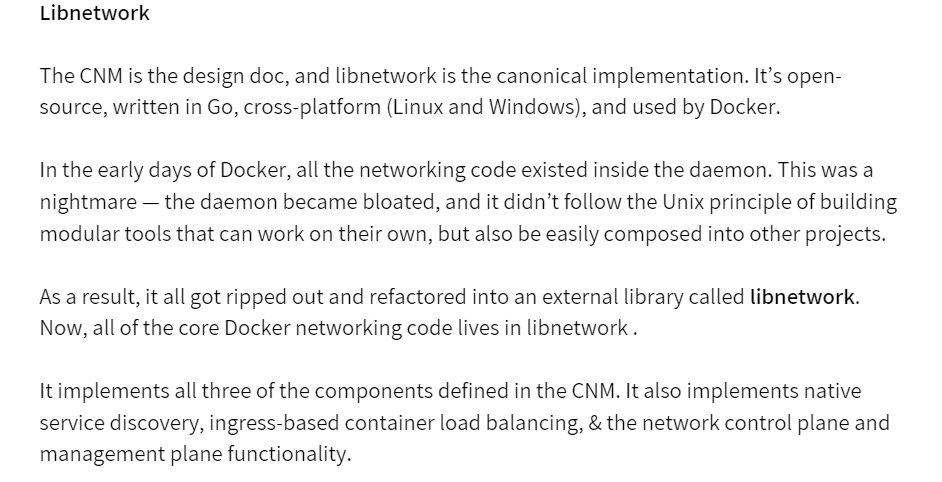 Libnetwork
The CNM is the design doc, and libnetwork is the canonical implementation. It’s open-
source, written in Go, cross-platform (Linux and Windows), and used by Docker.
In the early days of Docker, all the networking code existed inside the daemon. This was a
nightmare — the daemon became bloated, and it didn’t follow the Unix principle of building
modular tools that can work on their own, but also be easily composed into other projects.
As a result, it all got ripped out and refactored into an external library called libnetwork.
Now, all of the core Docker networking code lives in libnetwork .
It implements all three of the components defined in the CNM. It also implements native
service discovery, ingress-based container load balancing, & the network control plane and
management plane functionality.